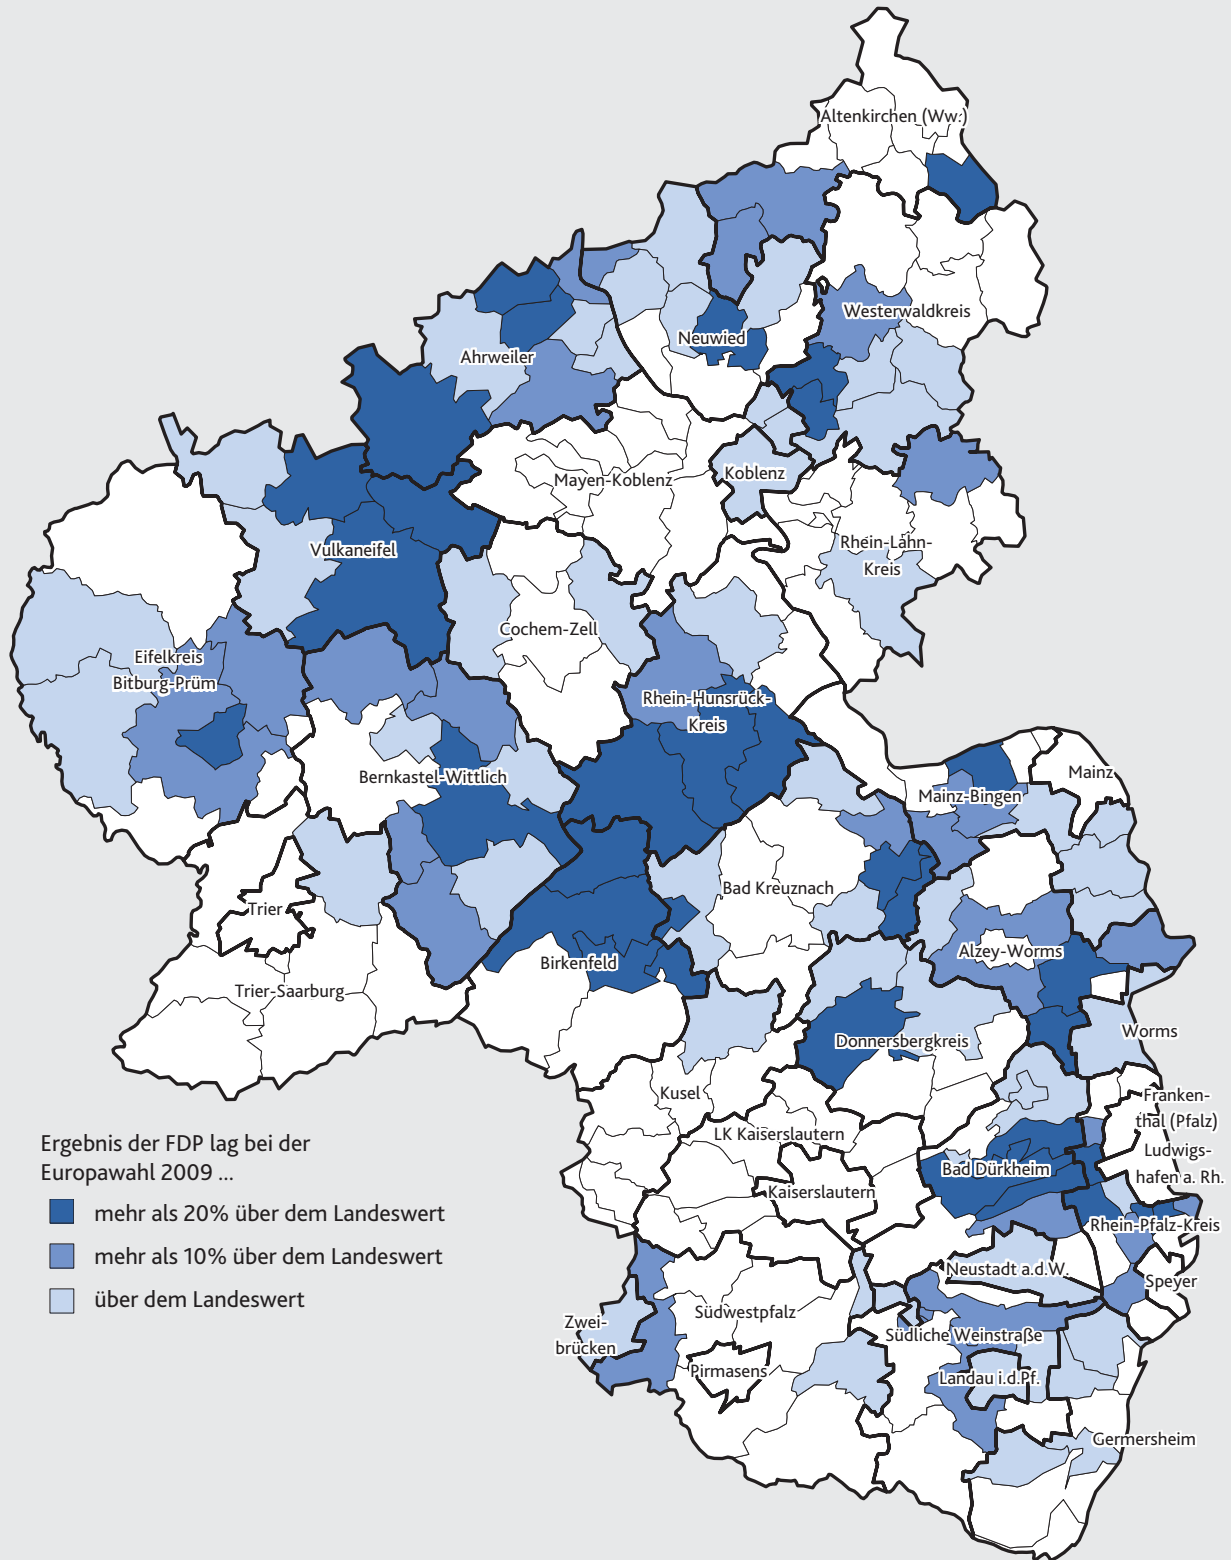 Altenkirchen (Ww.)
Westerwaldkreis
Neuwied
Ahrweiler
Mayen-Koblenz
Koblenz
Rhein-Lahn-
Kreis
Vulkaneifel
Cochem-Zell
Eifelkreis
Bitburg-Prüm
Rhein-Hunsrück-
Kreis
Bernkastel-Wittlich
Mainz
Mainz-Bingen
Bad Kreuznach
Trier
Birkenfeld
Alzey-Worms
Trier-Saarburg
Donnersbergkreis
Worms
Kusel
Franken-
thal (Pfalz)
LK Kaiserslautern
Ludwigs-
hafen a. Rh.
Bad Dürkheim
Kaiserslautern
Rhein-Pfalz-Kreis
Neustadt a.d.W.
Speyer
Südwestpfalz
Zwei-
brücken
Südliche Weinstraße
Pirmasens
Landau i.d.Pf.
Germersheim
Ergebnis der FDP lag bei der
Europawahl 2009 ...
mehr als 20% über dem Landeswert
mehr als 10% über dem Landeswert
über dem Landeswert